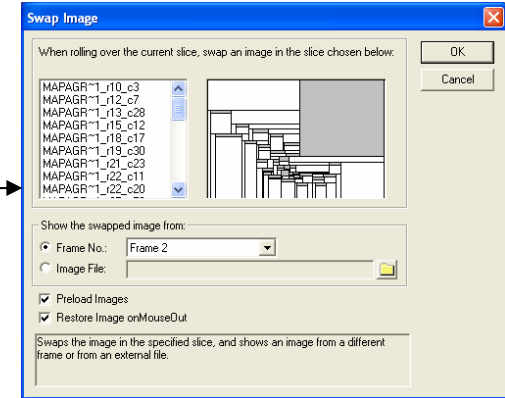 Swap Image
When rolling over the current slice, swap an image in the slice chosen below:
OK
Cancel
MAPAGR~1_r10_c3
MAPAGR~1_r12_c7
MAPAGR~1_r13_c28
MAPAGR~1_r15_c12
MAPAGR~1_r18_c17
MAPAGR~1_r19_c30
MAPAGR~1_r21_c23
MAPAGR~1_r22_c11
MAPAGR~1_r22_c20
Show the swapped image from:
Frame No.: Frame 2
Image File:
Preload Images
Restore Image onMouseOut
Swaps the image in the specified slice, and shows an image from a different
frame or from an external file.